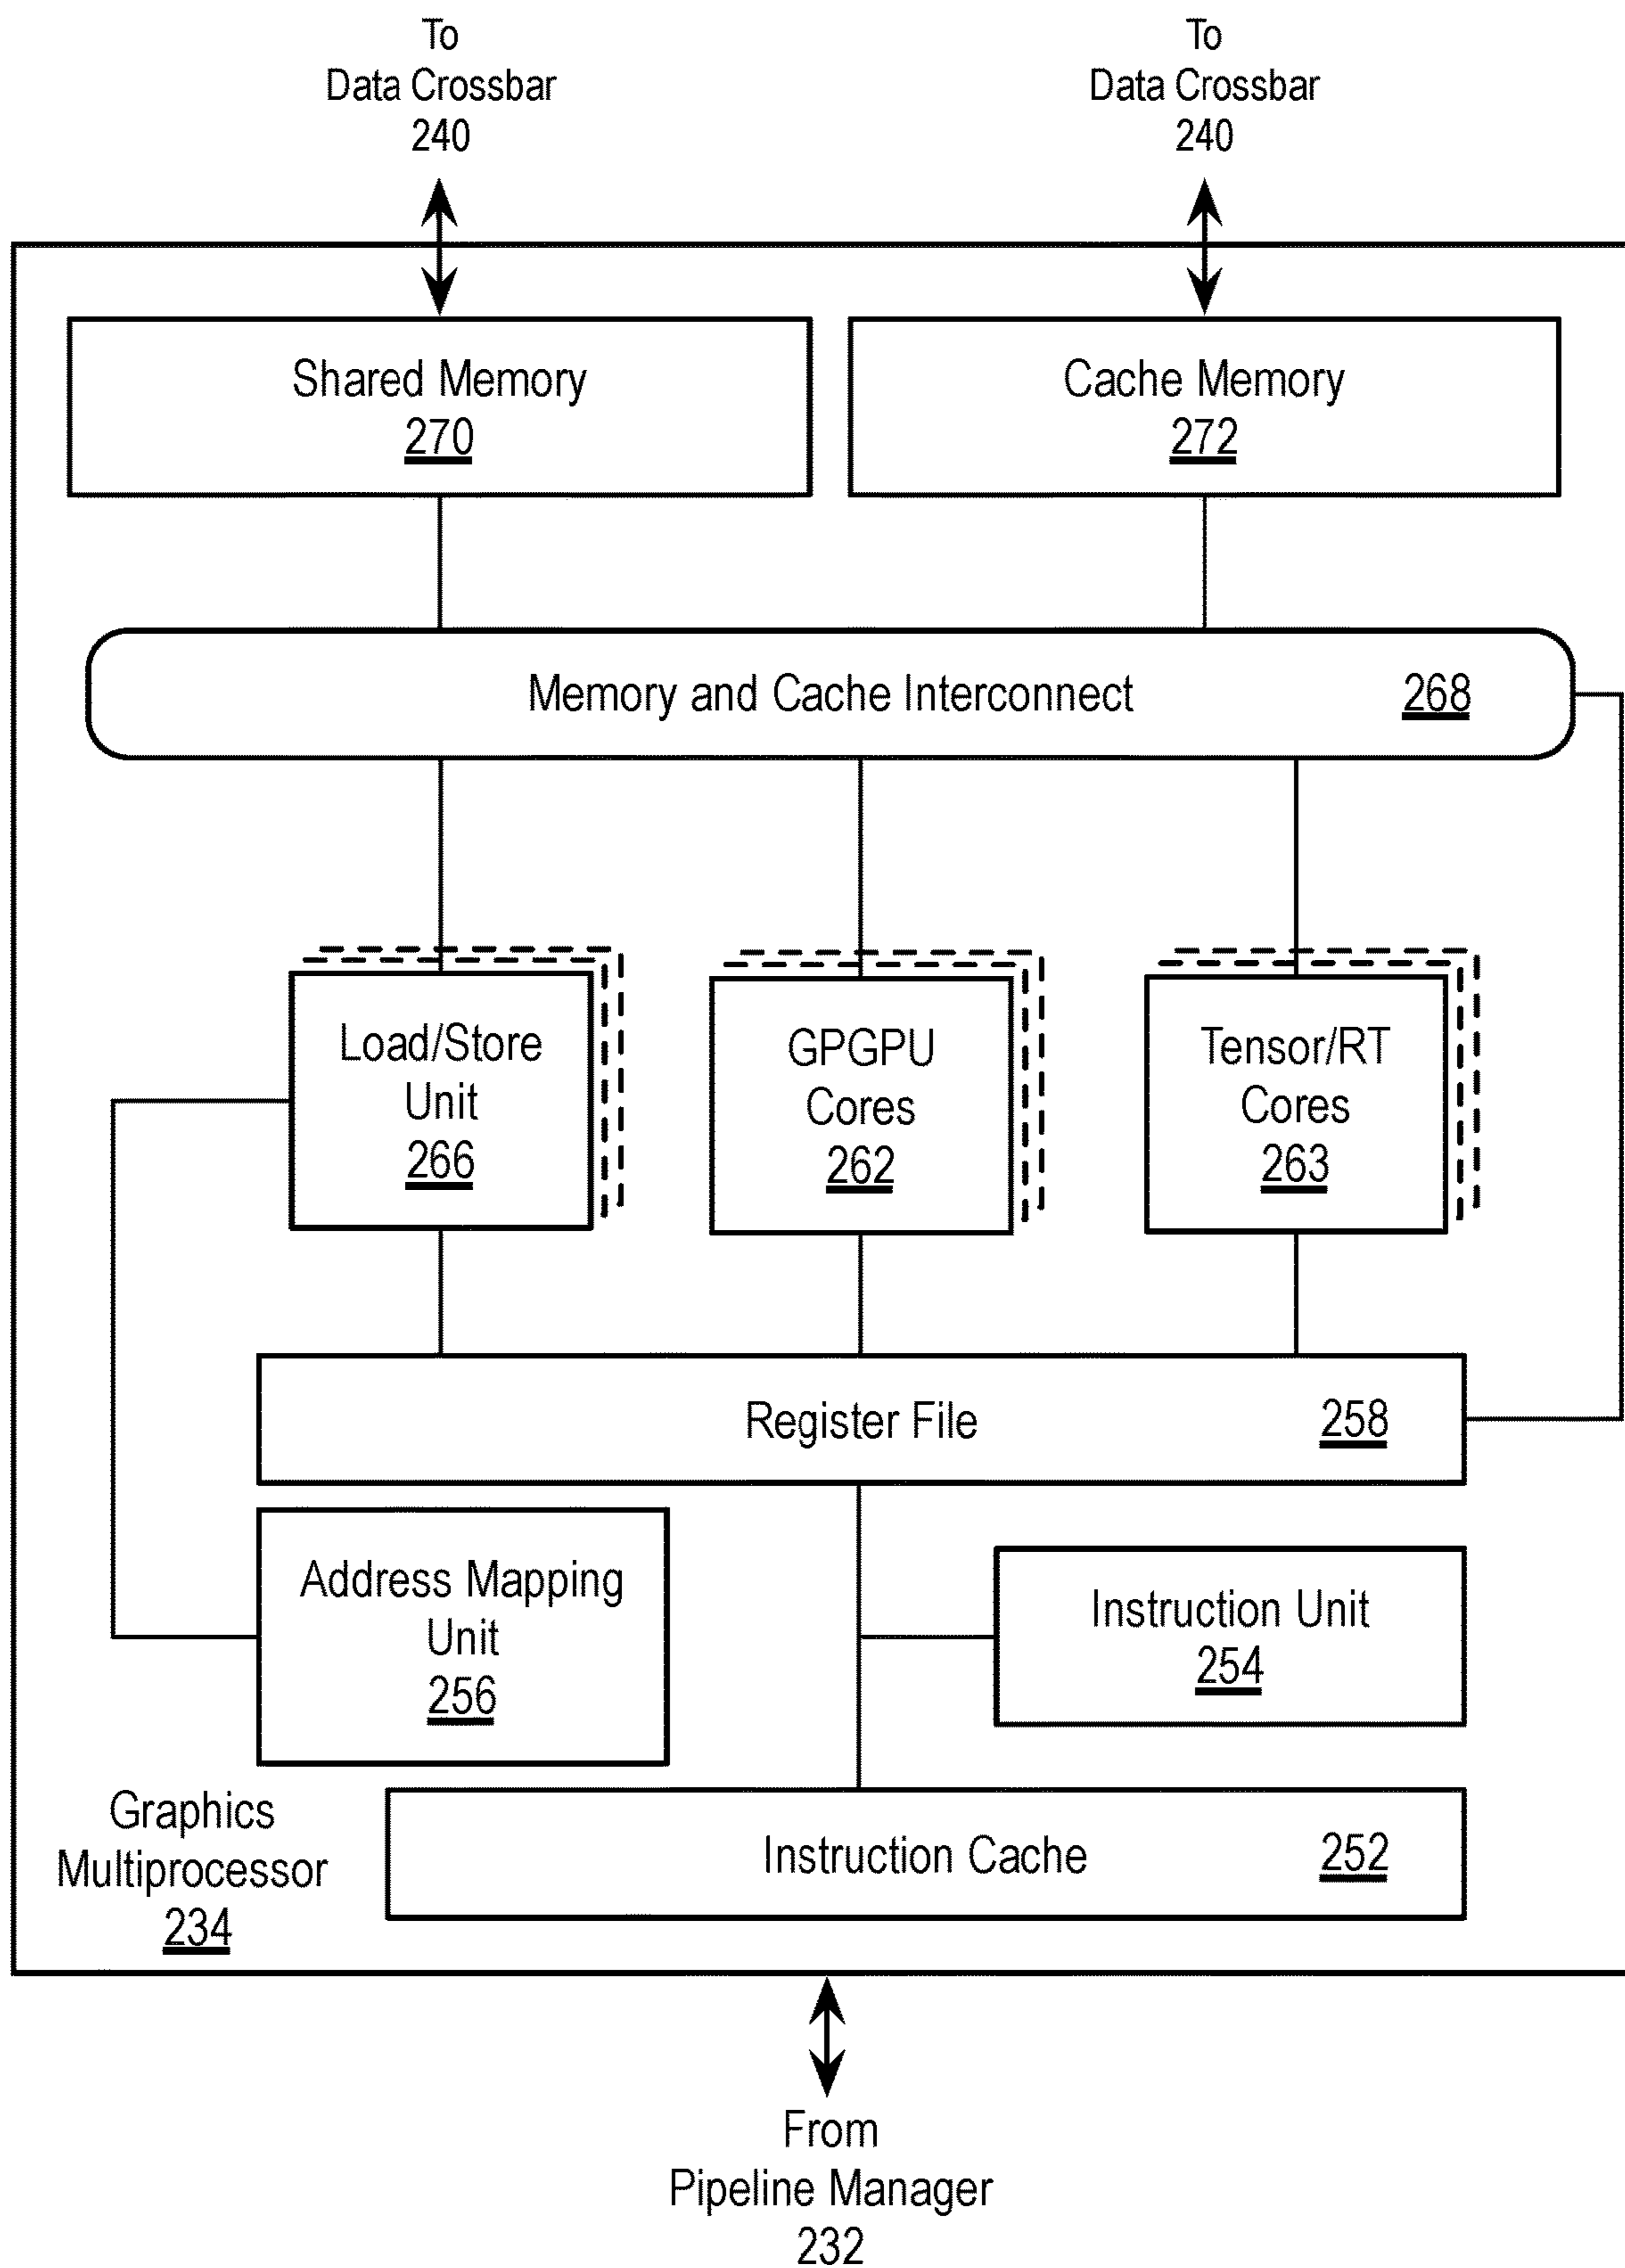 To
Data Crossbar
240
To
Data Crossbar
240
Shared Memory
270
Cache Memory
272
Memory and Cache Interconnect 268
Load/Store
Unit
266
GPGPU
Cores
262
Tensor/RT
Cores
263
Register File 258
Address Mapping
Unit
256
Instruction Unit
254
Graphics
Multiprocessor
234
Instruction Cache 252
From
Pipeline Manager
232